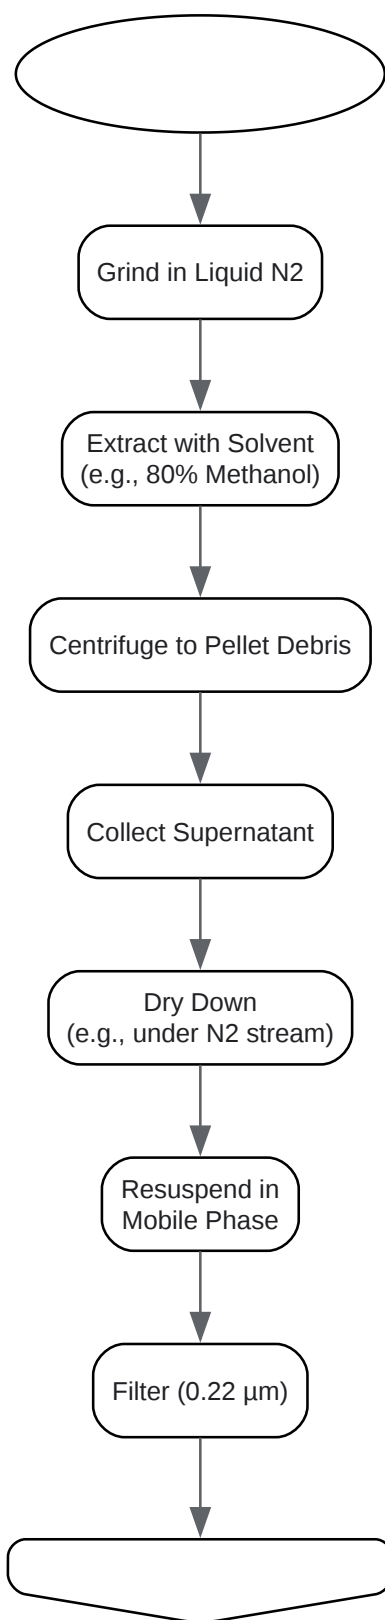 Grind in Liquid N2
Extract with Solvent
(e.g., 80% Methanol)
Centrifuge to Pellet Debris
Collect Supernatant
Dry Down
(e.g., under N2 stream)
Resuspend in
Mobile Phase
Filter (0.22 µm)